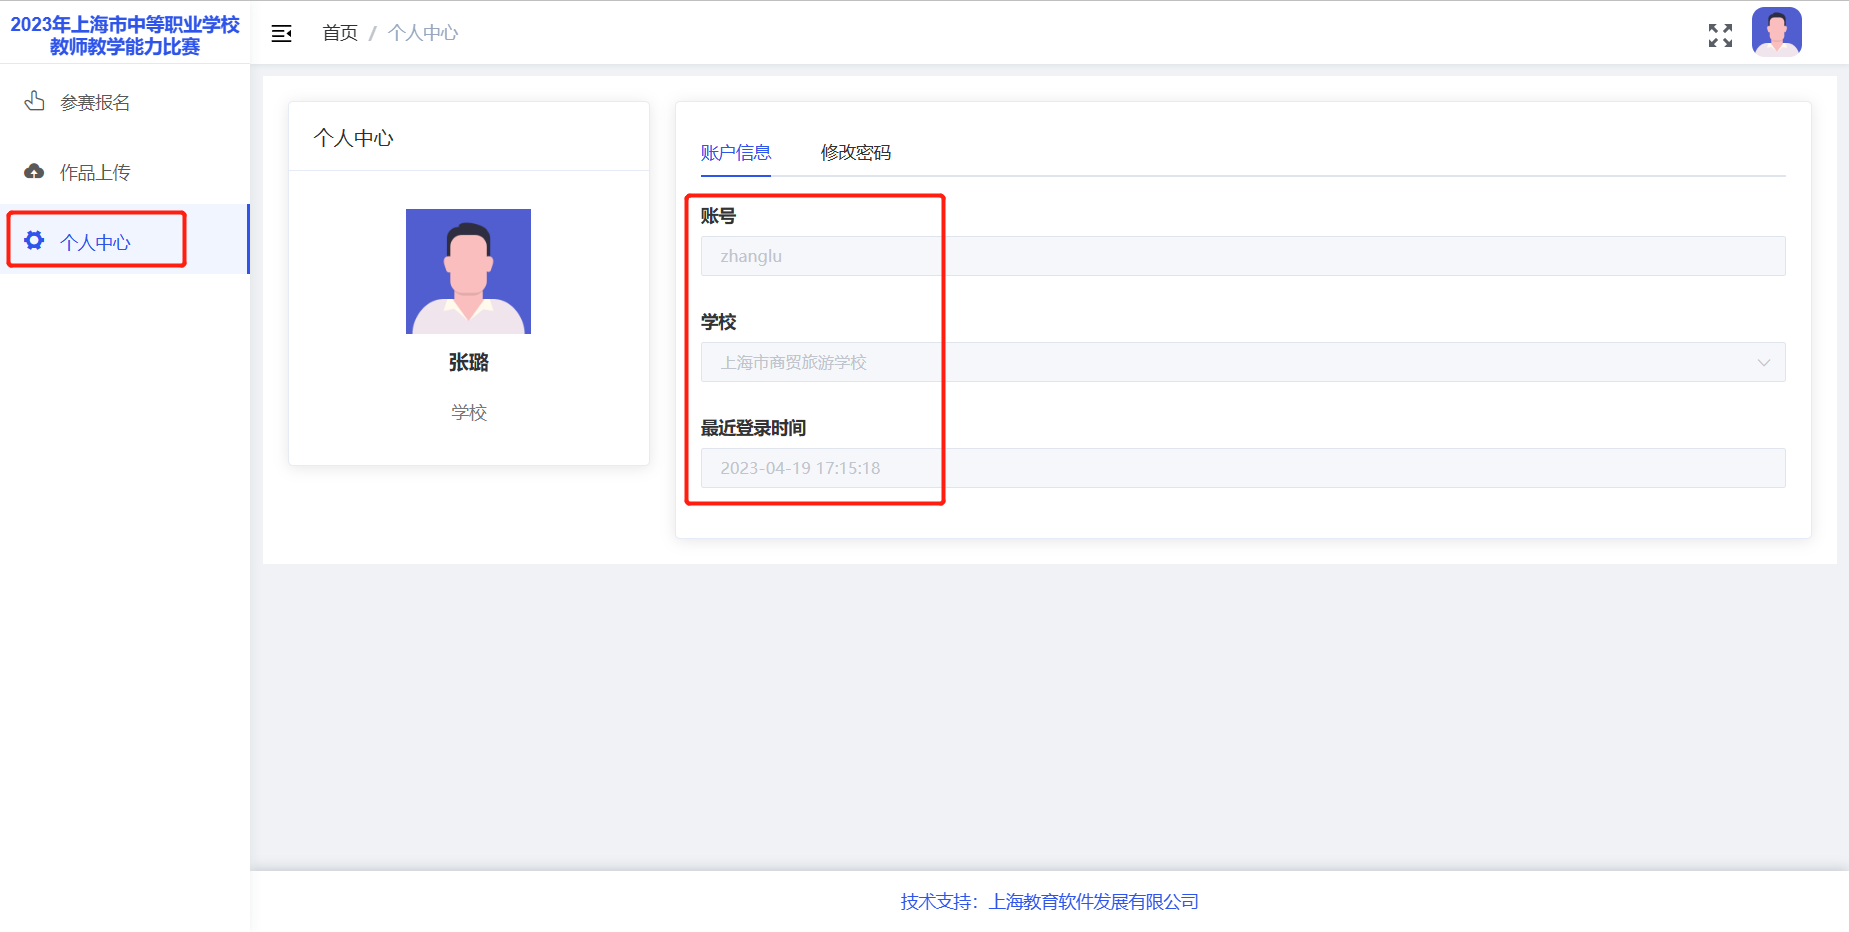 2023年上海市中等职业学校
教师教学能力比赛
首页 / 个人中心
参赛报名
作品上传
个人中心
个人中心
张璐
学校
账户信息 修改密码
账号
zhanglu
学校
上海市商贸旅游学校
最近登录时间
2023-04-19 17:15:18
技术支持：上海教育软件发展有限公司